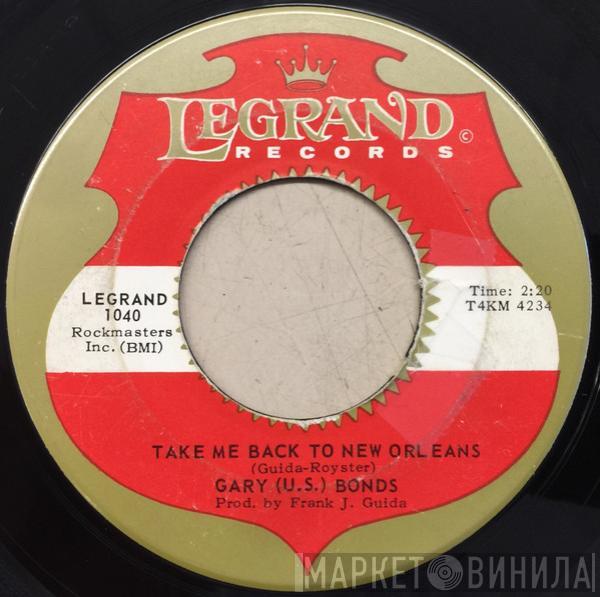 LEGRAND
©
RECORDS
LEGRAND
1040
Rockmasters
Inc. (BMI)
Time: 2:20
T4KM 4234
TAKE ME BACK TO NEW ORLEANS
(Guida-Royster)
GARY (U.S.) BONDS
Prod. by Frank J. Guida
МАРКЕТ ВИНИЛА